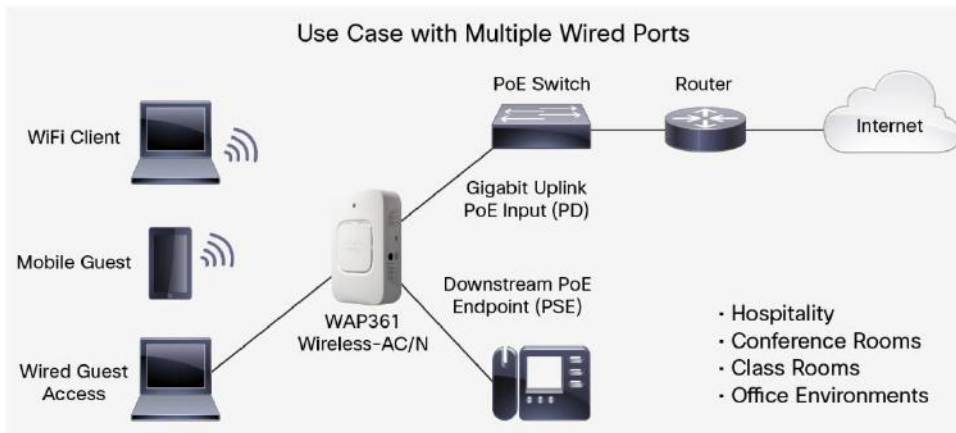 Use Case with Multiple Wired Ports
PoE Switch
Router
WiFi Client
Internet
Gigabit Uplink
PoE Input (PD)
Mobile Guest
Downstream PoE
Endpoint (PSE)
WAP361
Wireless-AC/N
Wired Guest
Access
· Hospitality
· Conference Rooms
· Class Rooms
· Office Environments